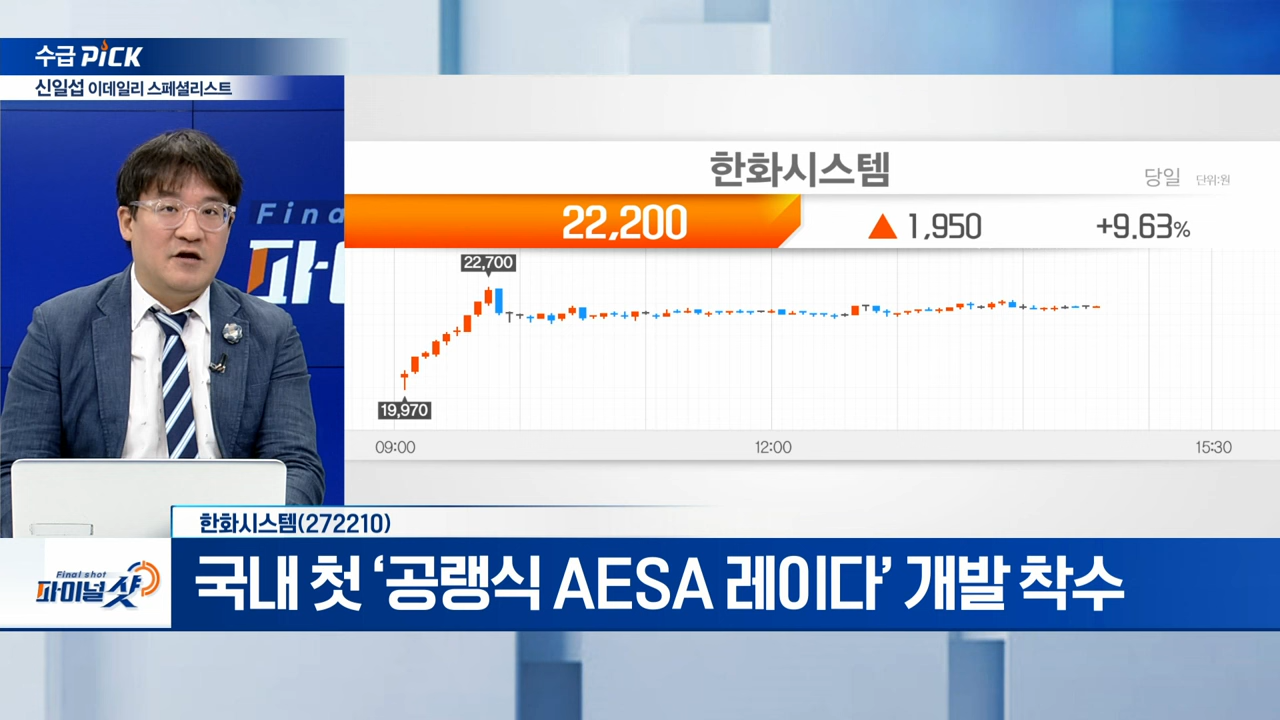 수급 PiCK
신일섭 이데일리 스페셜리스트
Fina
파이
한화시스템
당일 단위:원
22,200 ▲ 1,950 +9.63%
22,700
19,970
09:00 12:00 15:30
한화시스템(272210)
Final shot
파이널샷
국내 첫 ‘공랭식 AESA 레이다’ 개발 착수